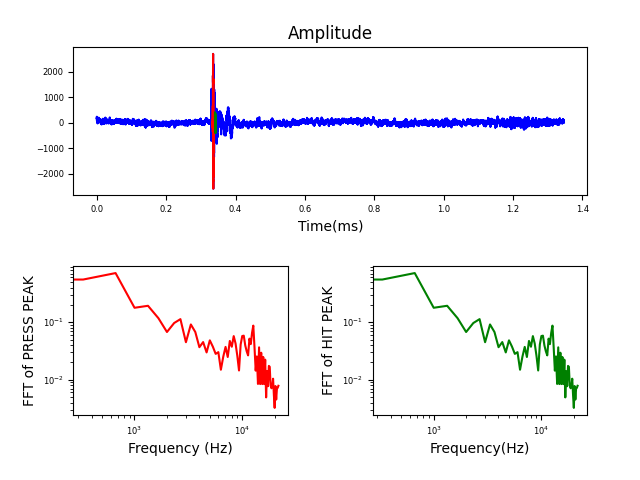 Amplitude
2000
1000
0
−1000
−2000
0.0 0.2 0.4 0.6 0.8 1.0 1.2 1.4
Time(ms)
FFT of PRESS PEAK
10⁻¹
10⁻²
10³ 10⁴
Frequency (Hz)
FFT of HIT PEAK
10⁻¹
10⁻²
10³ 10⁴
Frequency(Hz)